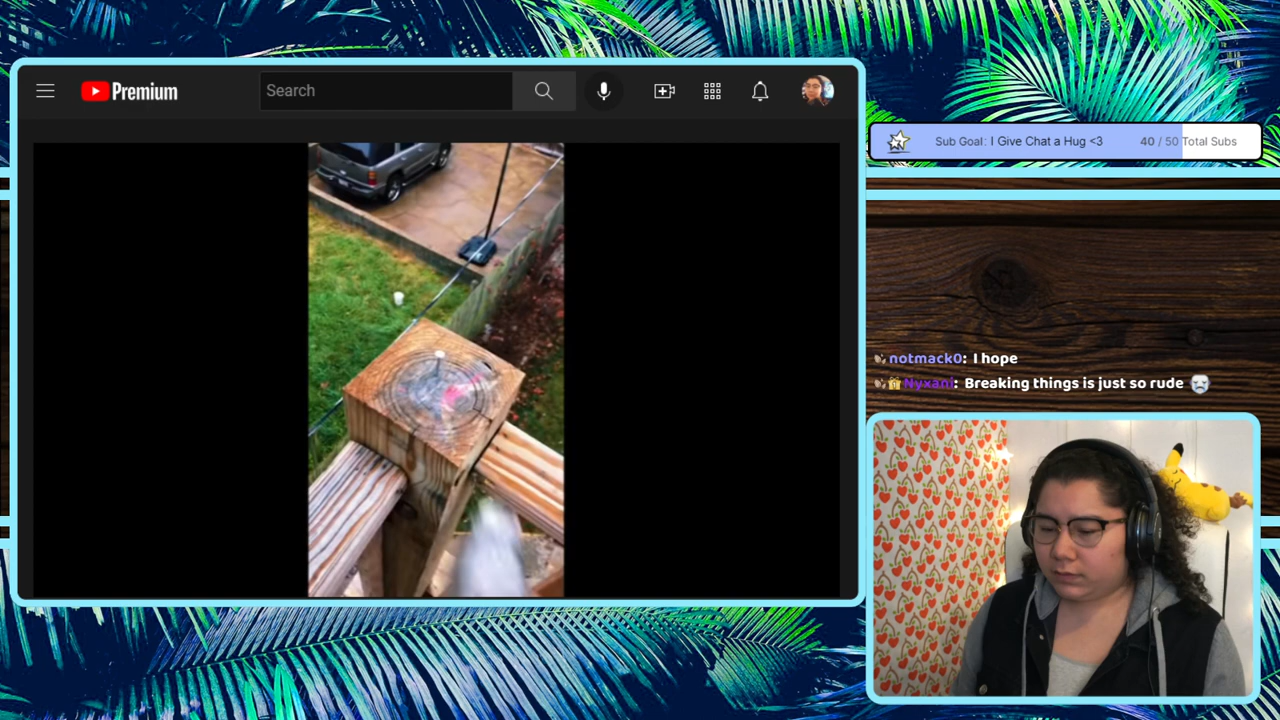 Premium
Search
Sub Goal: I Give Chat a Hug <3 40 / 50 Total Subs
notmack0: I hope
Nyxani: Breaking things is just so rude